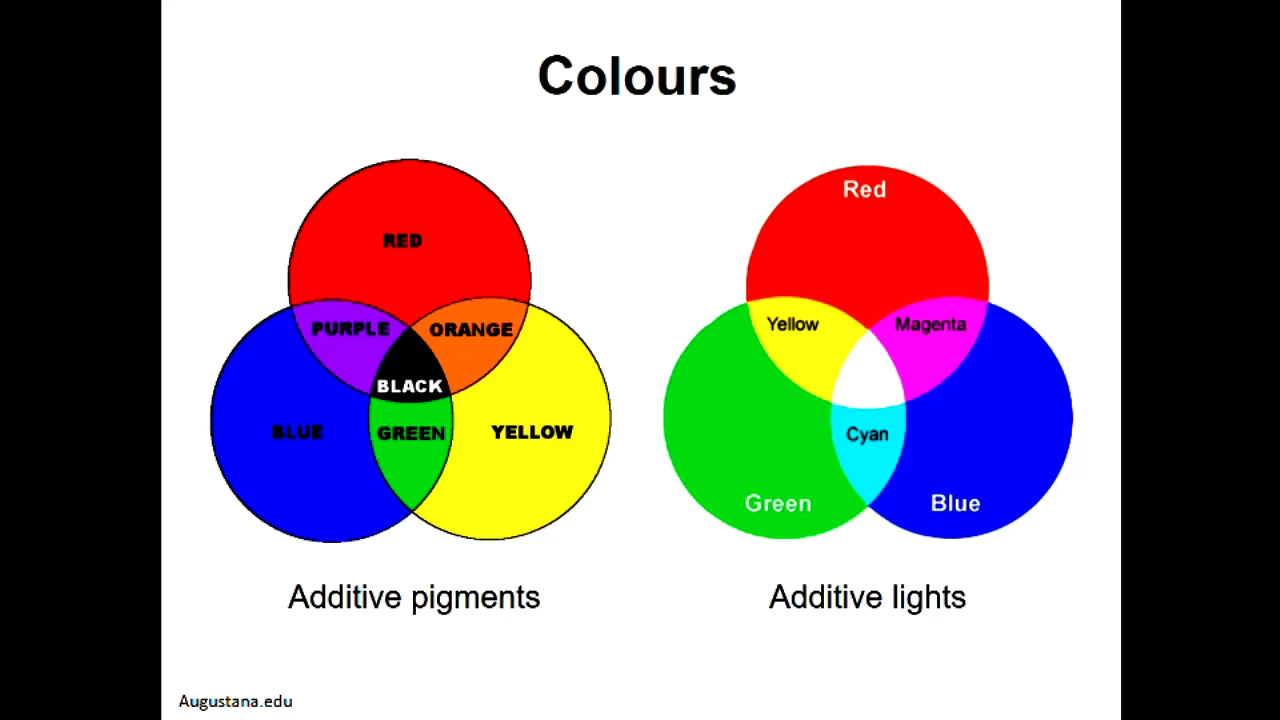 Colours
RED
PURPLE
ORANGE
BLACK
BLUE
GREEN
YELLOW
Additive pigments
Red
Yellow
Magenta
Cyan
Green
Blue
Additive lights
Augustana.edu